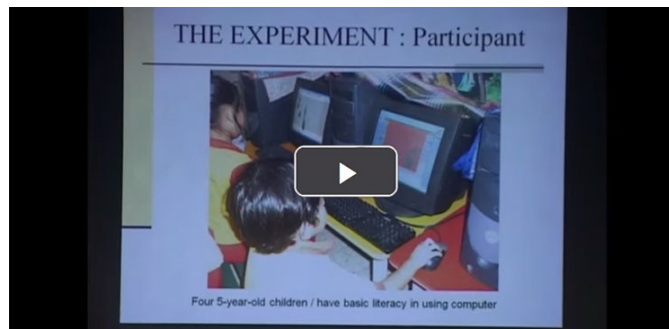 THE EXPERIMENT : Participant
Four 5-year-old children / have basic literacy in using computer